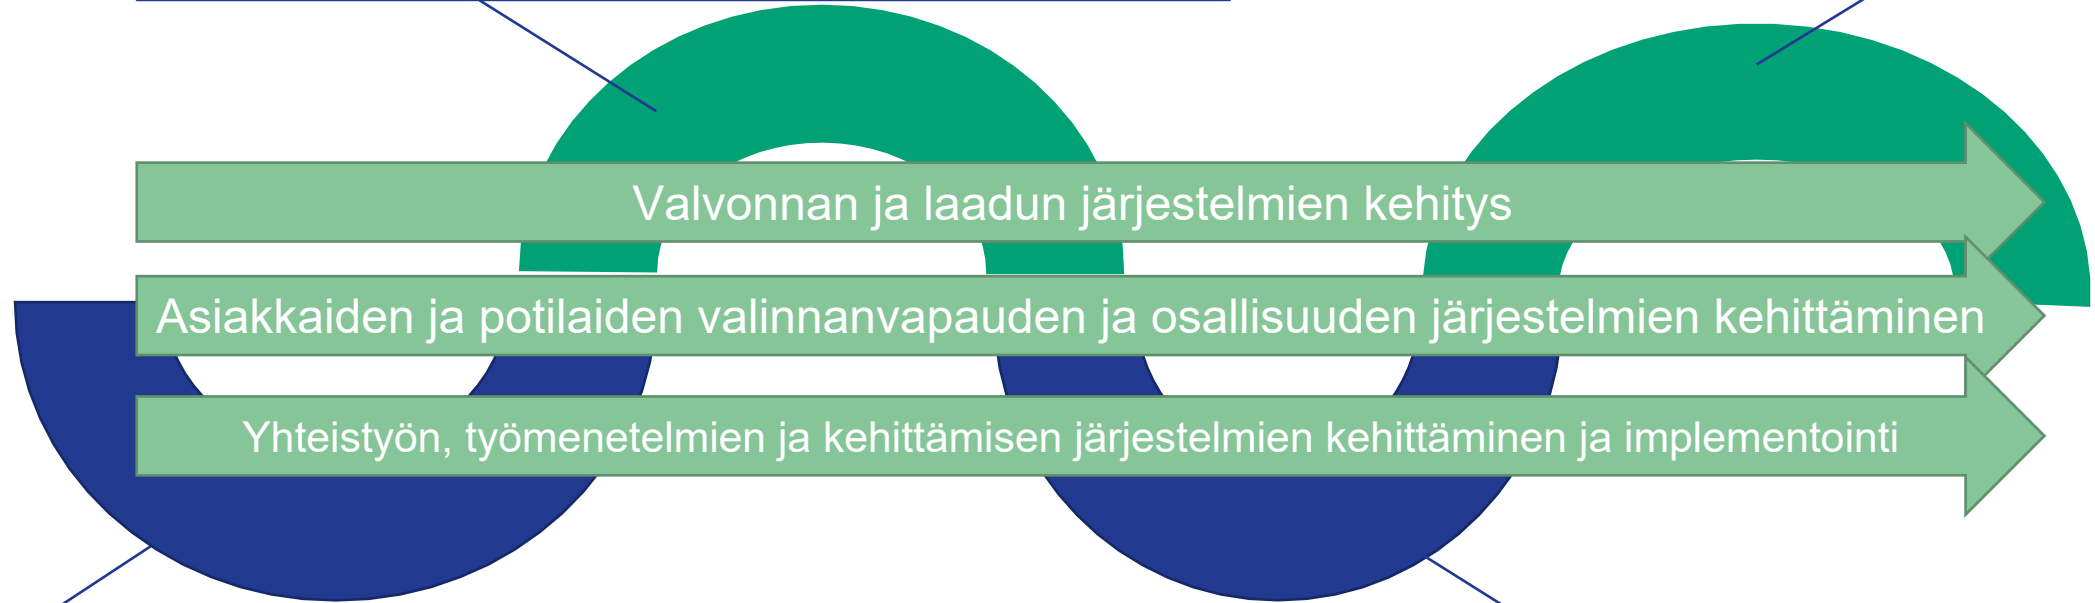 Valvonnan ja laadun järjestelmien kehitys
Asiakkaiden ja potilaiden valinnanvapauden ja osallisuuden järjestelmien kehittäminen
Yhteistyön, työmenetelmien ja kehittämisen järjestelmien kehittäminen ja implementointi